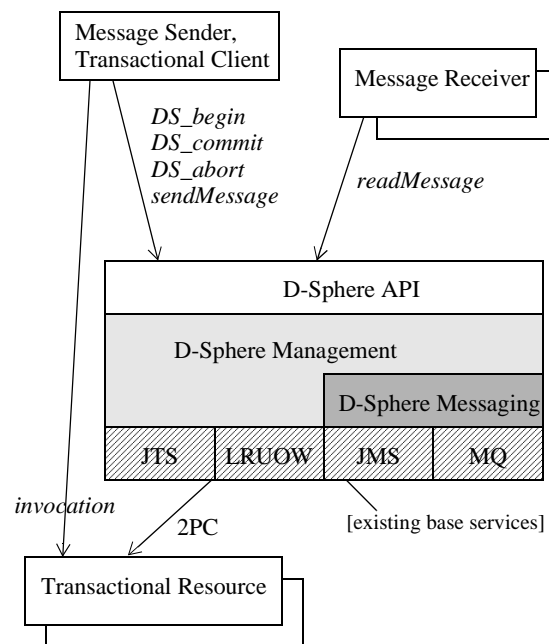 Message Sender,
Transactional Client
Message Receiver
DS_begin
DS_commit
DS_abort
sendMessage
readMessage
D-Sphere API
D-Sphere Management
D-Sphere Messaging
JTS
LRUOW
JMS
MQ
invocation
2PC
[existing base services]
Transactional Resource